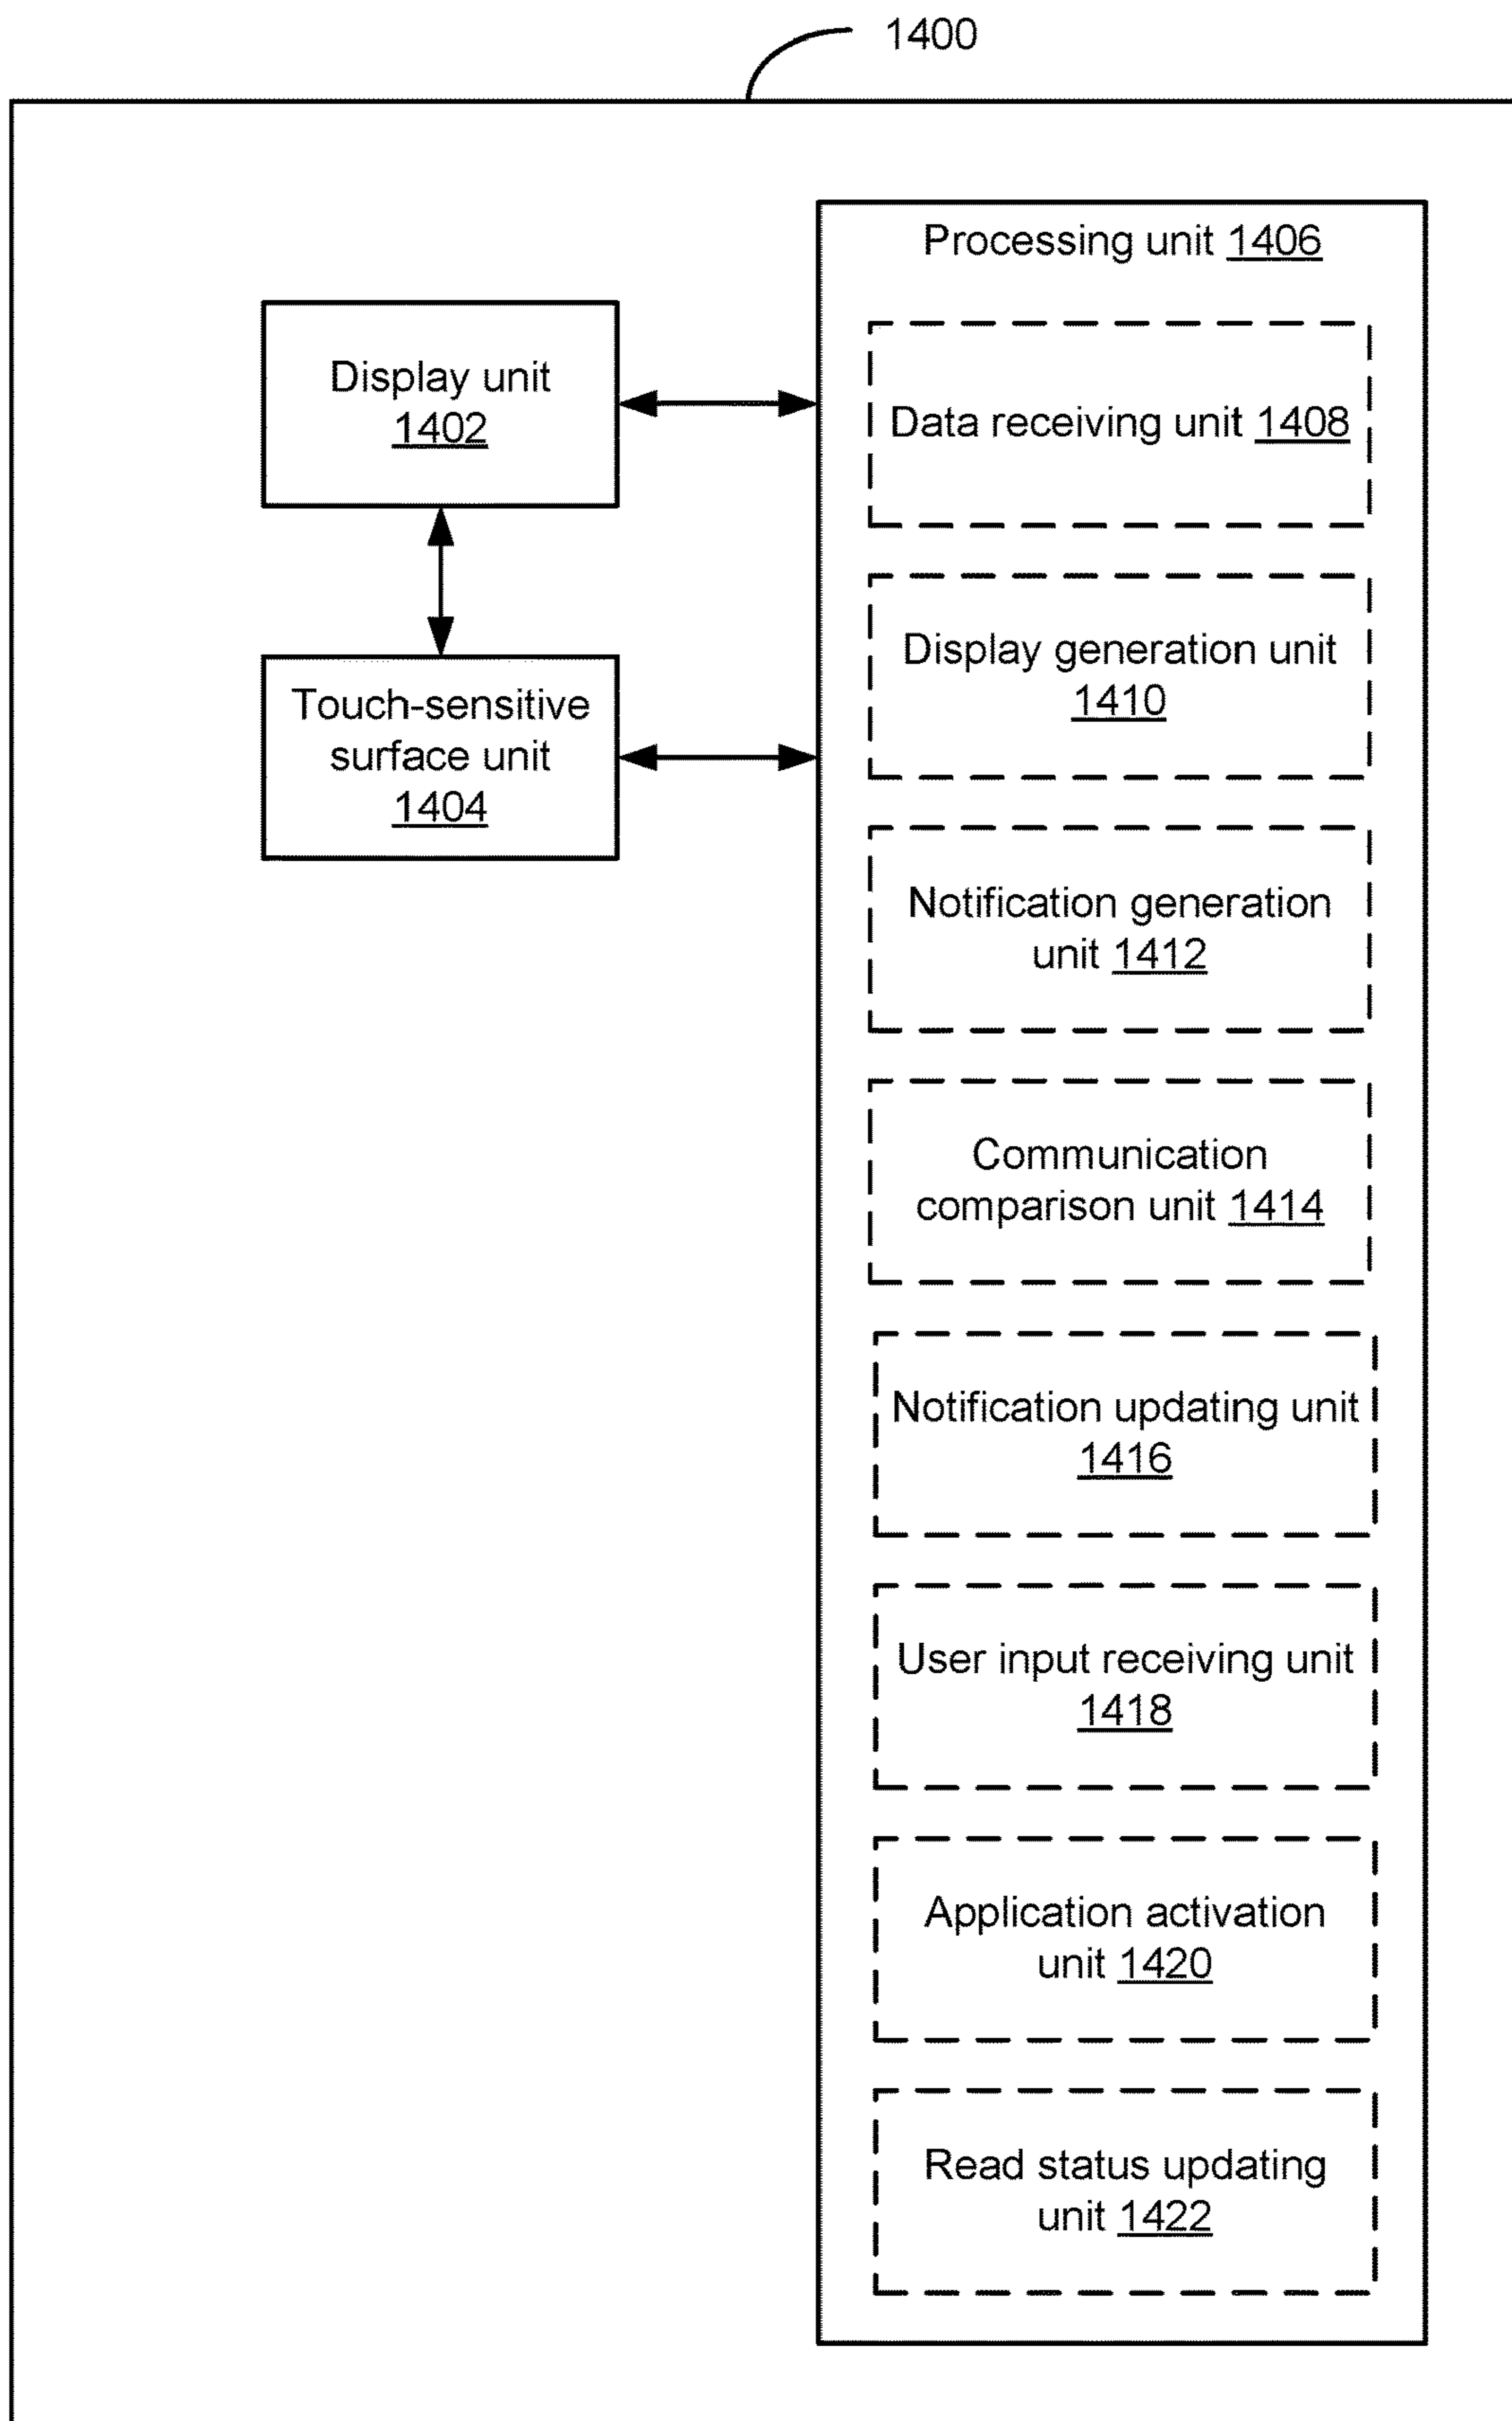 1400
Processing unit 1406
Display unit
1402
Touch-sensitive
surface unit
1404
Data receiving unit 1408
Display generation unit
1410
Notification generation
unit 1412
Communication
comparison unit 1414
Notification updating unit
1416
User input receiving unit
1418
Application activation
unit 1420
Read status updating
unit 1422